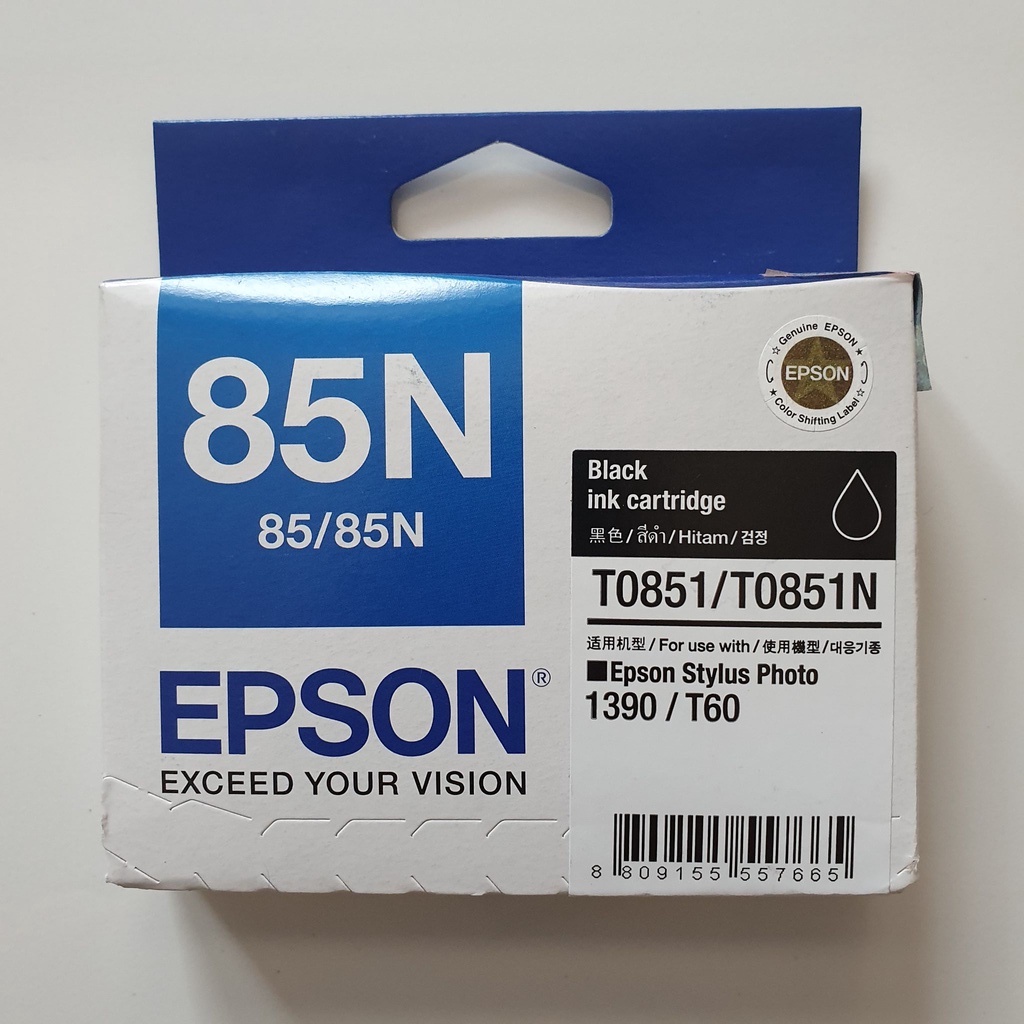 85N
85/85N
EPSON®
EXCEED YOUR VISION
Genuine EPSON
EPSON
Color Shifting Label
Black
ink cartridge
黑色/สีดำ/Hitam/검정
T0851/T0851N
适用机型/For use with/使用機型/대응기종
■Epson Stylus Photo
1390 / T60
8 809155 557665